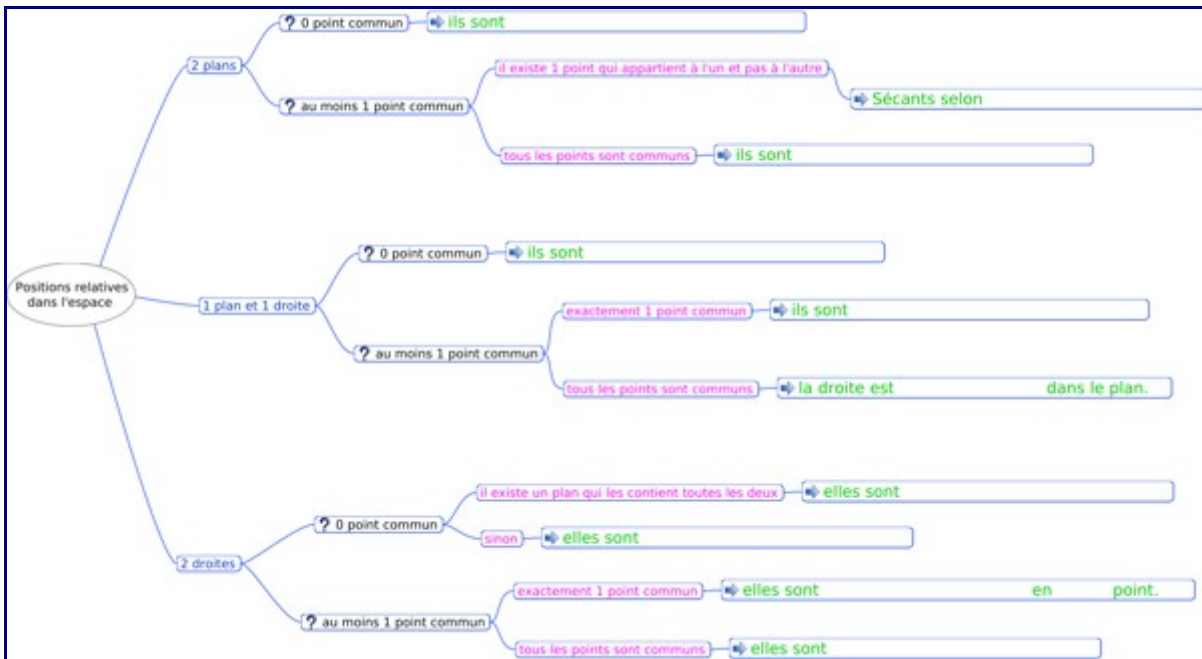 ? 0 point commun
ils sont
2 plans
il existe 1 point qui appartient à l'un et pas à l'autre
Sécants selon
? au moins 1 point commun
tous les points sont communs
ils sont
Positions relatives
dans l'espace
? 0 point commun
ils sont
1 plan et 1 droite
exactement 1 point commun
ils sont
? au moins 1 point commun
tous les points sont communs
la droite est dans le plan.
il existe un plan qui les contient toutes les deux
elles sont
? 0 point commun
sinon
elles sont
2 droites
exactement 1 point commun
elles sont en point.
? au moins 1 point commun
tous les points sont communs
elles sont